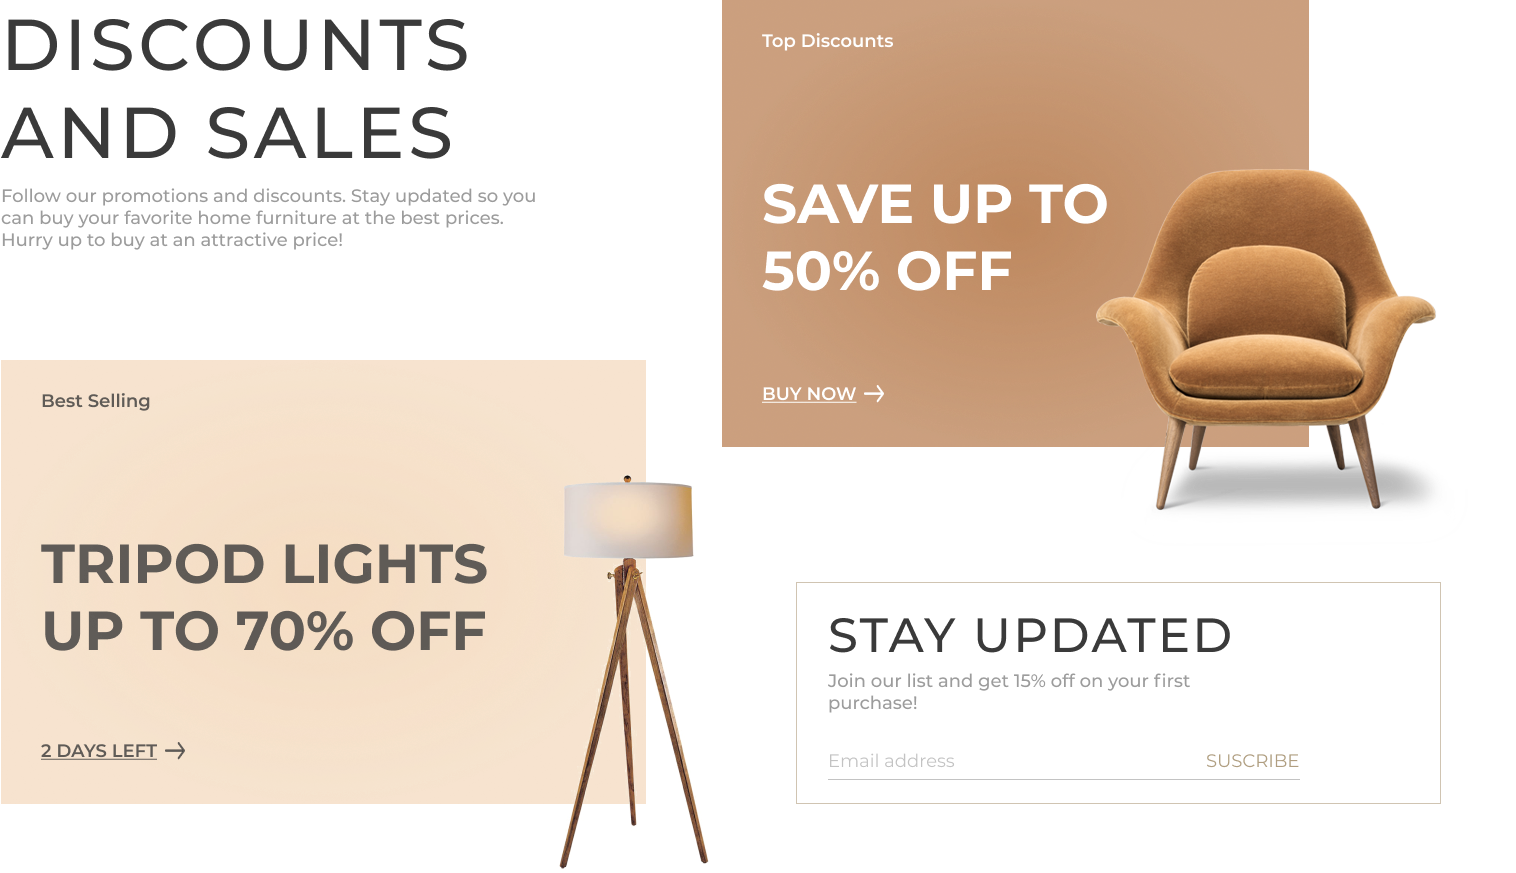 DISCOUNTS
AND SALES
Follow our promotions and discounts. Stay updated so you
can buy your favorite home furniture at the best prices.
Hurry up to buy at an attractive price!
Top Discounts
SAVE UP TO
50% OFF
BUY NOW
Best Selling
TRIPOD LIGHTS
UP TO 70% OFF
2 DAYS LEFT
STAY UPDATED
Join our list and get 15% off on your first
purchase!
Email address
SUSCRIBE